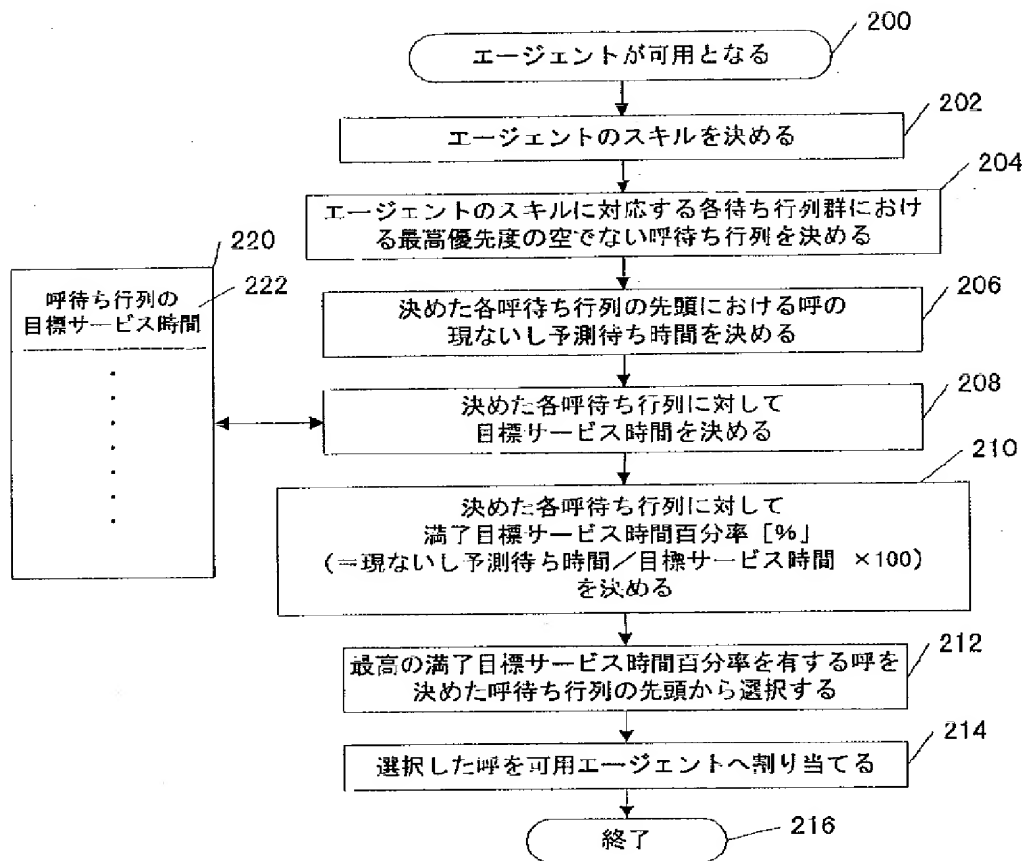 200
エージェントが可用となる
202
エージェントのスキルを決める
204
エージェントのスキルに対応する各待ち行列群におけ
る最高優先度の空でない呼待ち行列を決める
220
222
呼待ち行列の
目標サービス時間
206
決めた各呼待ち行列の先頭における呼の
現ないし予測待ち時間を決める
208
決めた各呼待ち行列に対して
目標サービス時間を決める
210
決めた各呼待ち行列に対して
満了目標サービス時間百分率［%」
(=現ないし予測待ち時間／目標サービス時間 ×100)
を決める
212
最高の満了目標サービス時間百分率を有する呼を
決めた呼待ち行列の先頭から選択する
214
選択した呼を可用エージェントへ割り当てる
終了
216